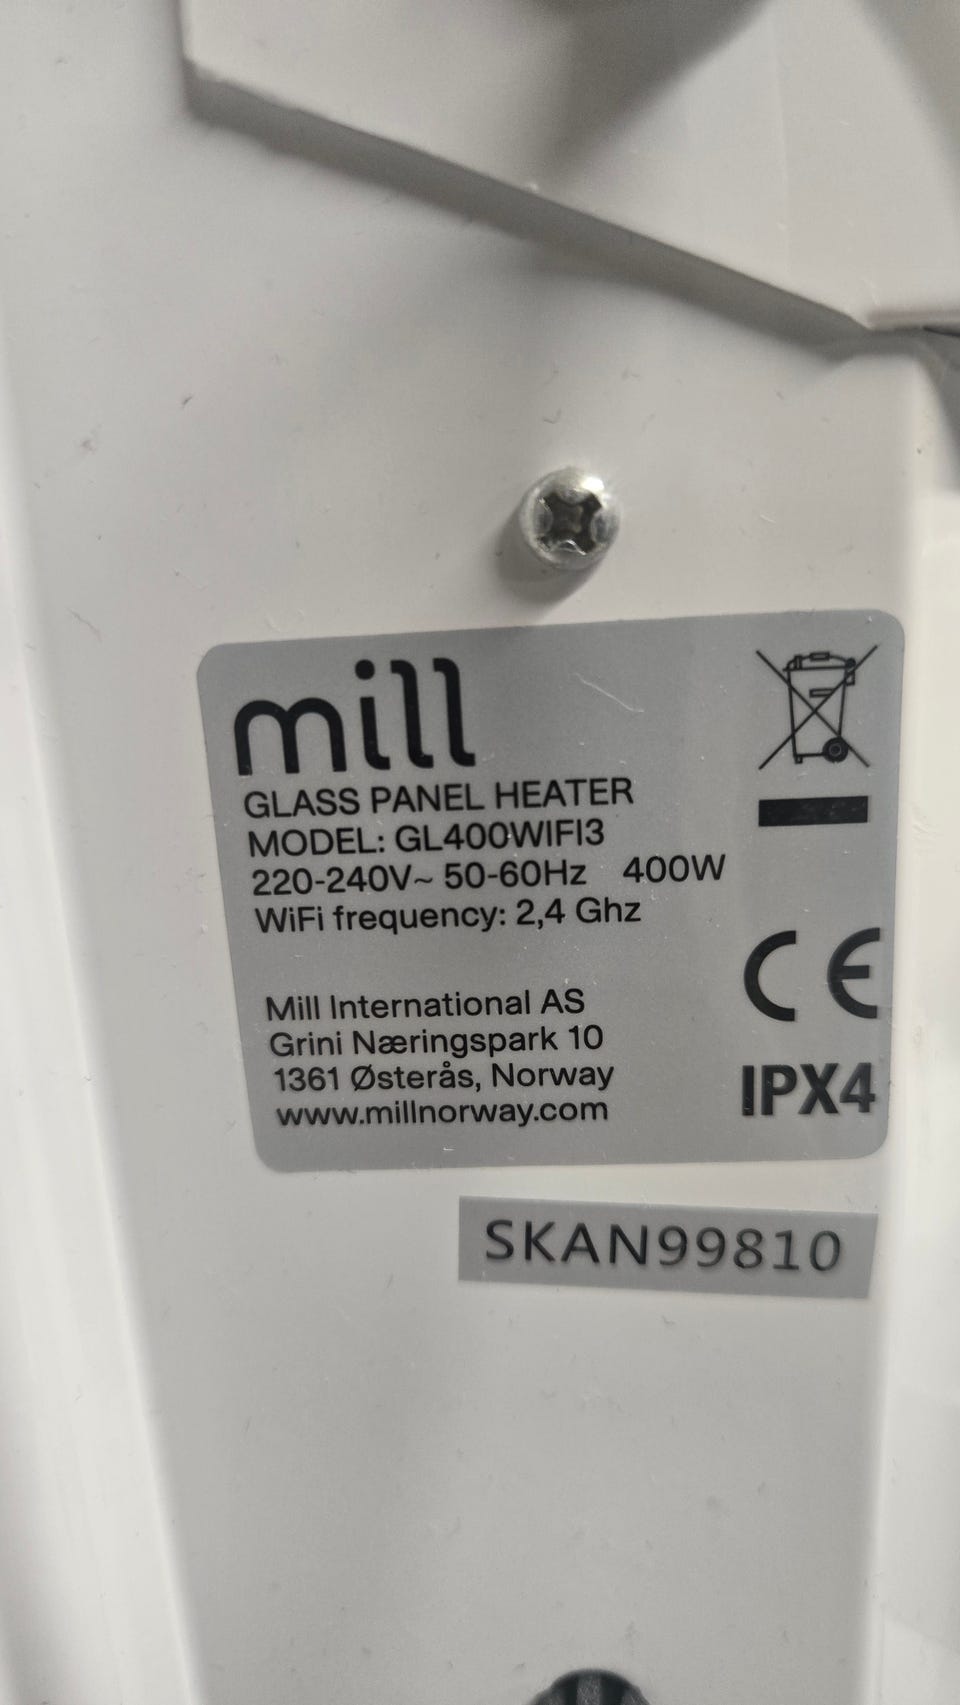 mill
GLASS PANEL HEATER
MODEL: GL400WIFI3
220-240V~ 50-60Hz 400W
WiFi frequency: 2,4 Ghz
Mill International AS
Grini Næringspark 10
1361 Østerås, Norway
www.millnorway.com
CE
IPX4
SKAN99810